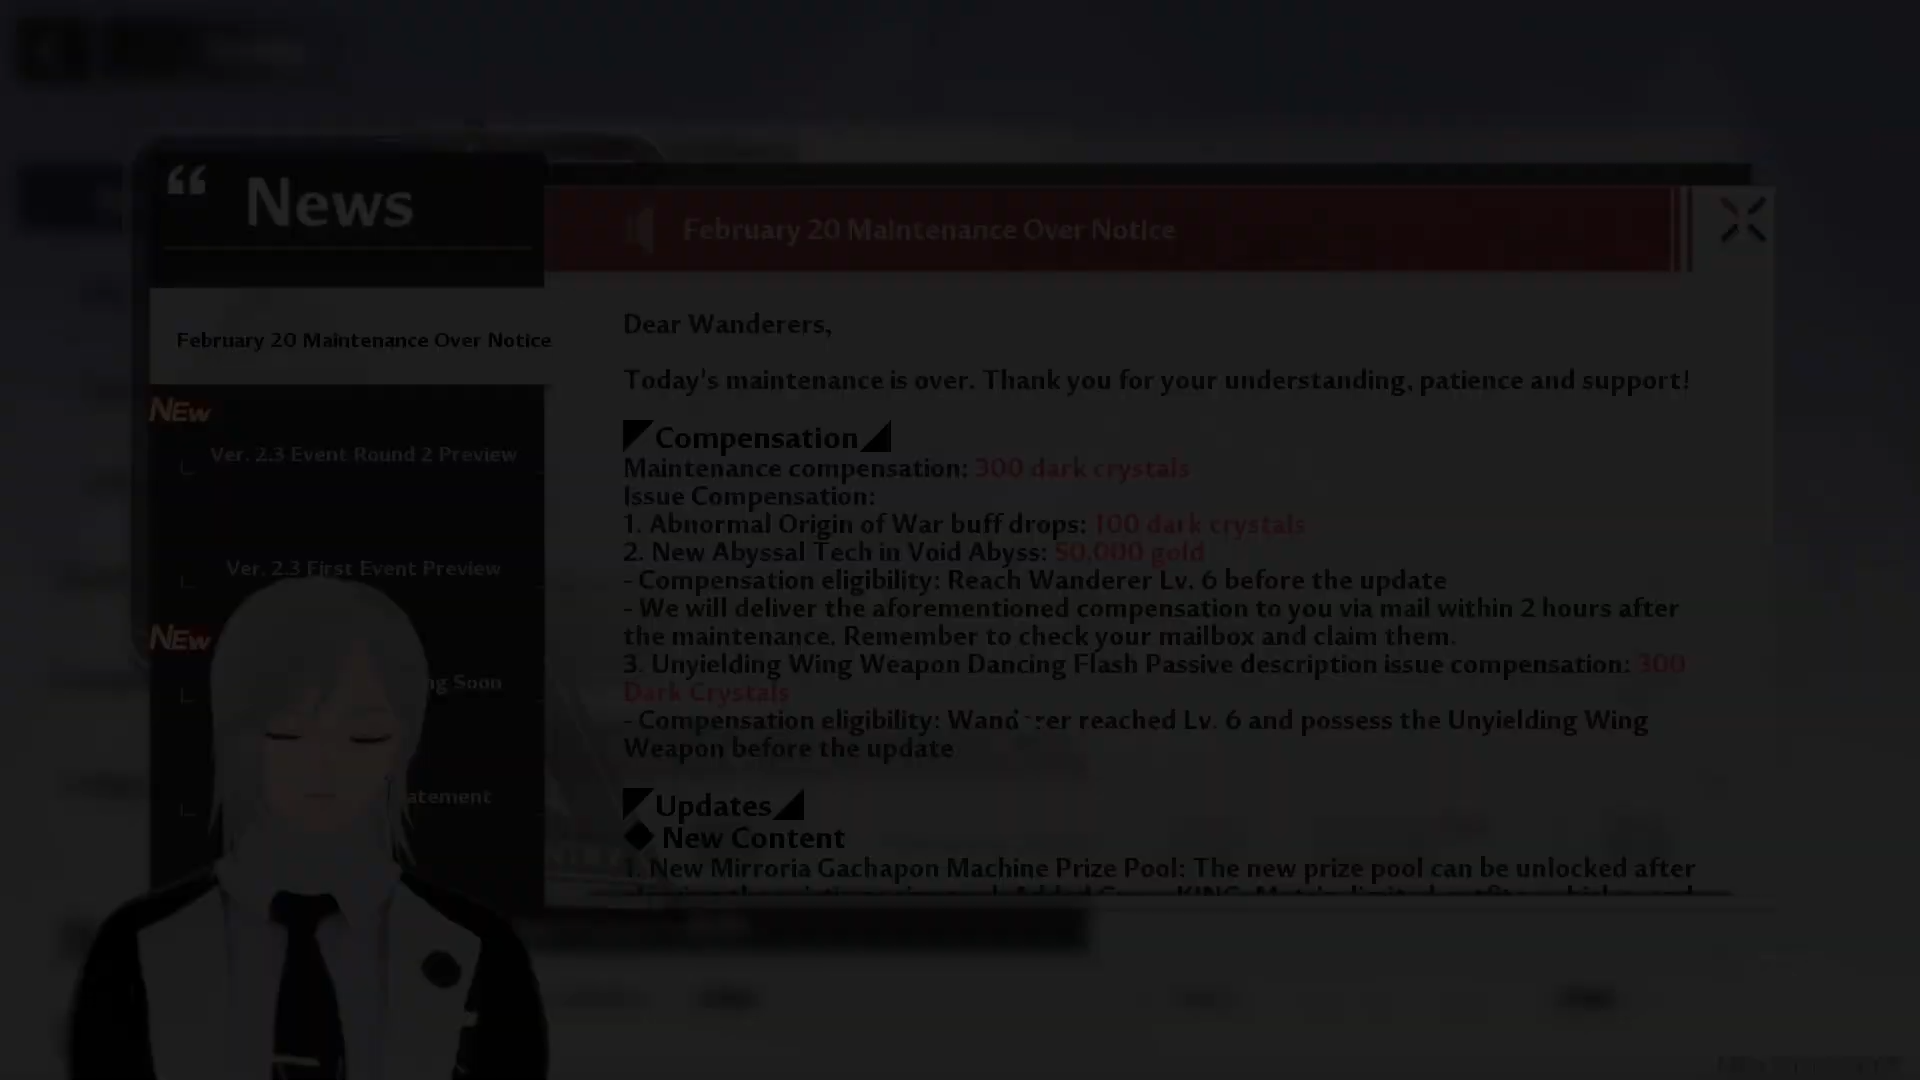 “ News
February 20 Maintenance Over Notice
February 20 Maintenance Over Notice
NEW
Ver. 2.3 Event Round 2 Preview
Ver. 2.3 First Event Preview
NEW
ng Soon
atement
Dear Wanderers,
Today's maintenance is over. Thank you for your understanding, patience and support!
Compensation
Maintenance compensation: 300 dark crystals
Issue Compensation:
1. Abnormal Origin of War buff drops: 100 dark crystals
2. New Abyssal Tech in Void Abyss: 50,000 gold
- Compensation eligibility: Reach Wanderer Lv. 6 before the update
- We will deliver the aforementioned compensation to you via mail within 2 hours after
the maintenance. Remember to check your mailbox and claim them.
3. Unyielding Wing Weapon Dancing Flash Passive description issue compensation: 300
Dark Crystals
- Compensation eligibility: Wanderer reached Lv. 6 and possess the Unyielding Wing
Weapon before the update
Updates
◆ New Content
1. New Mirroria Gachapon Machine Prize Pool: The new prize pool can be unlocked after